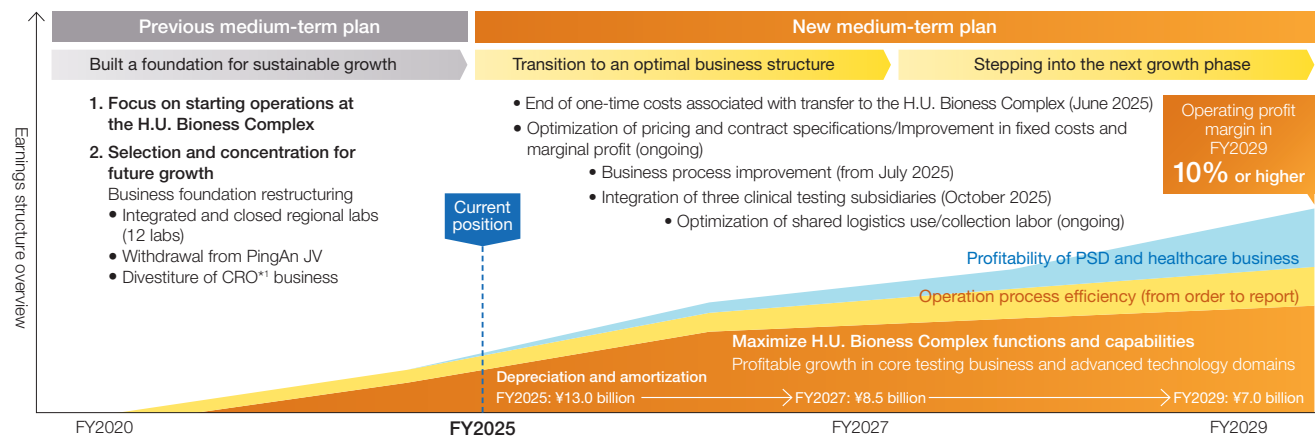 Previous medium-term plan
New medium-term plan
Built a foundation for sustainable growth
Transition to an optimal business structure
Stepping into the next growth phase
Earnings structure overview
1. Focus on starting operations at
the H.U. Bioness Complex
2. Selection and concentration for
future growth
Business foundation restructuring
• Integrated and closed regional labs
(12 labs)
• Withdrawal from PingAn JV
• Divestiture of CRO*1 business
Current
position
• End of one-time costs associated with transfer to the H.U. Bioness Complex (June 2025)
• Optimization of pricing and contract specifications/Improvement in fixed costs and
marginal profit (ongoing)
• Business process improvement (from July 2025)
• Integration of three clinical testing subsidiaries (October 2025)
• Optimization of shared logistics use/collection labor (ongoing)
Operating profit
margin in
FY2029
10% or higher
Profitability of PSD and healthcare business
Operation process efficiency (from order to report)
Maximize H.U. Bioness Complex functions and capabilities
Profitable growth in core testing business and advanced technology domains
Depreciation and amortization
FY2025: ¥13.0 billion
FY2027: ¥8.5 billion
FY2029: ¥7.0 billion
FY2020
FY2025
FY2027
FY2029